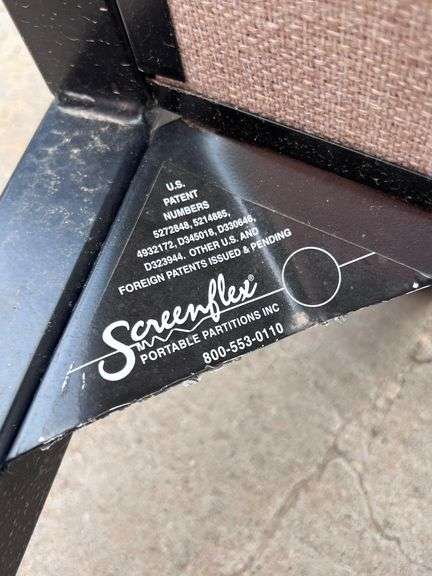 U.S.
PATENT
NUMBERS
5272848, 5214885,
4932172, D345018, D330646,
D323944. OTHER U.S. AND
FOREIGN PATENTS ISSUED & PENDING
Screenflex®
PORTABLE PARTITIONS INC
800-553-0110